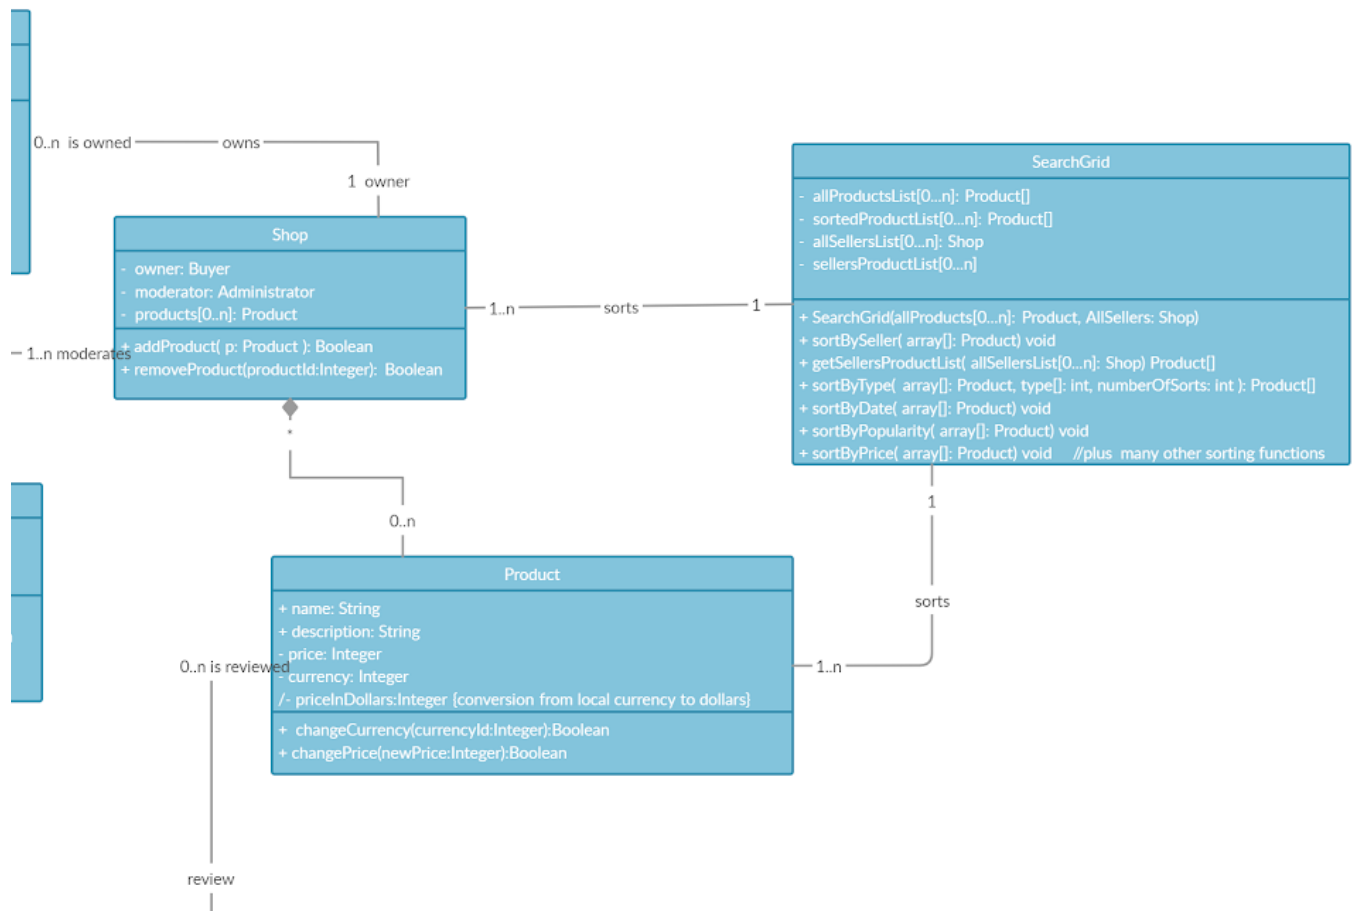 0..n is owned
owns
1 owner
Shop
- owner: Buyer
- moderator: Administrator
- products[0..n]: Product
+ addProduct( p: Product ): Boolean
+ removeProduct(productId:Integer): Boolean
1..n moderates
1..n
sorts
1
SearchGrid
- allProductsList[0...n]: Product[]
- sortedProductList[0...n]: Product[]
- allSellersList[0...n]: Shop
- sellersProductList[0...n]
+ SearchGrid(allProducts[0...n]: Product, AllSellers: Shop)
+ sortBySeller( array[]: Product) void
+ getSellersProductList( allSellersList[0...n]: Shop) Product[]
+ sortByType( array[]: Product, type[]: int, numberOfSorts: int ): Product[]
+ sortByDate( array[]: Product) void
+ sortByPopularity( array[]: Product) void
+ sortByPrice( array[]: Product) void //plus many other sorting functions
1
sorts
1..n
0..n
Product
+ name: String
+ description: String
- price: Integer
- currency: Integer
/- priceInDollars:Integer {conversion from local currency to dollars}
+ changeCurrency(currencyId:Integer):Boolean
+ changePrice(newPrice:Integer):Boolean
0..n is reviewed
review